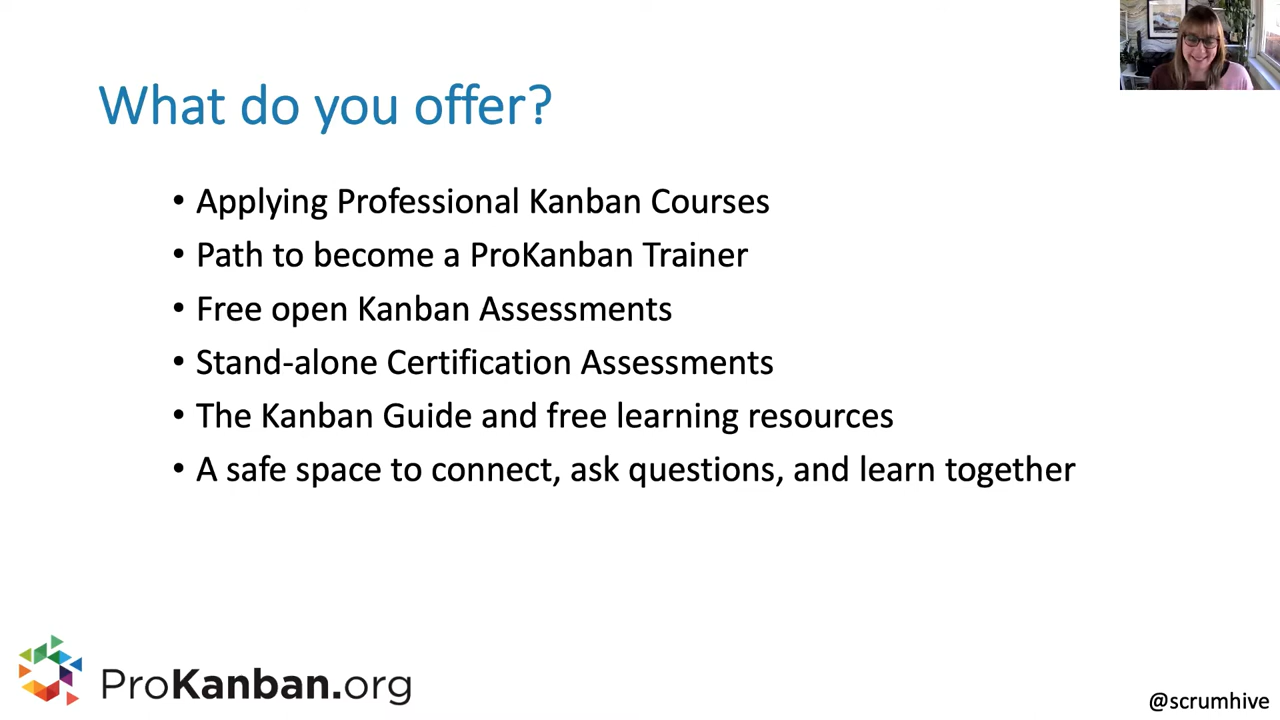 What do you offer?
• Applying Professional Kanban Courses
• Path to become a ProKanban Trainer
• Free open Kanban Assessments
• Stand-alone Certification Assessments
• The Kanban Guide and free learning resources
• A safe space to connect, ask questions, and learn together
ProKanban.org
@scrumhive